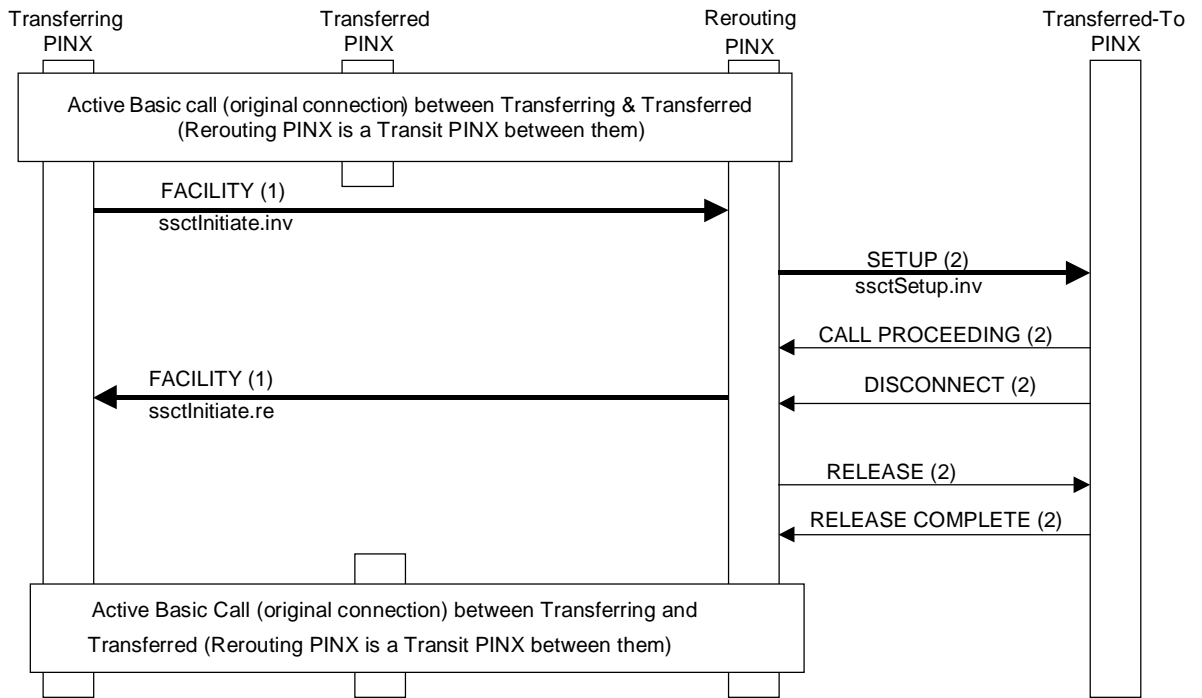 Transferring
PINX
Transferred
PINX
Rerouting
PINX
Transferred-To
PINX
Active Basic call (original connection) between Transferring & Transferred
(Rerouting PINX is a Transit PINX between them)
FACILITY (1)
ssctInitiate.inv
SETUP (2)
ssctSetup.inv
CALL PROCEEDING (2)
FACILITY (1)
ssctInitiate.re
DISCONNECT (2)
RELEASE (2)
RELEASE COMPLETE (2)
Active Basic Call (original connection) between Transferring and
Transferred (Rerouting PINX is a Transit PINX between them)